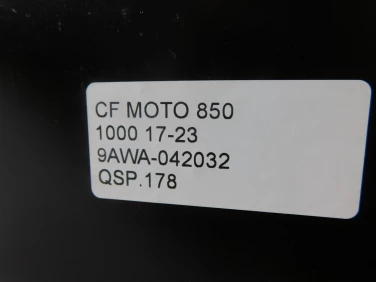 CF MOTO 850
1000 17-23
9AWA-042032
QSP.178